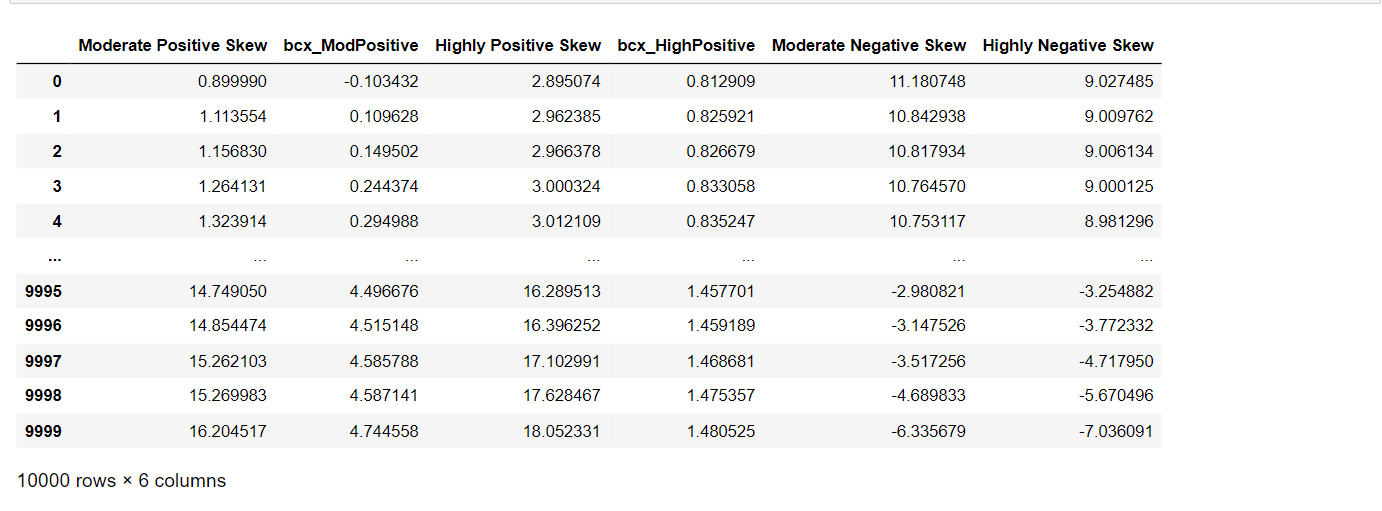 Moderate Positive Skew bcx_ModPositive Highly Positive Skew bcx_HighPositive Moderate Negative Skew Highly Negative Skew
0 0.899990 -0.103432 2.895074 0.812909 11.180748 9.027485
1 1.113554 0.109628 2.962385 0.825921 10.842938 9.009762
2 1.156830 0.149502 2.966378 0.826679 10.817934 9.006134
3 1.264131 0.244374 3.000324 0.833058 10.764570 9.000125
4 1.323914 0.294988 3.012109 0.835247 10.753117 8.981296
... ... ... ... ... ... ...
9995 14.749050 4.496676 16.289513 1.457701 -2.980821 -3.254882
9996 14.854474 4.515148 16.396252 1.459189 -3.147526 -3.772332
9997 15.262103 4.585788 17.102991 1.468681 -3.517256 -4.717950
9998 15.269983 4.587141 17.628467 1.475357 -4.689833 -5.670496
9999 16.204517 4.744558 18.052331 1.480525 -6.335679 -7.036091
10000 rows × 6 columns